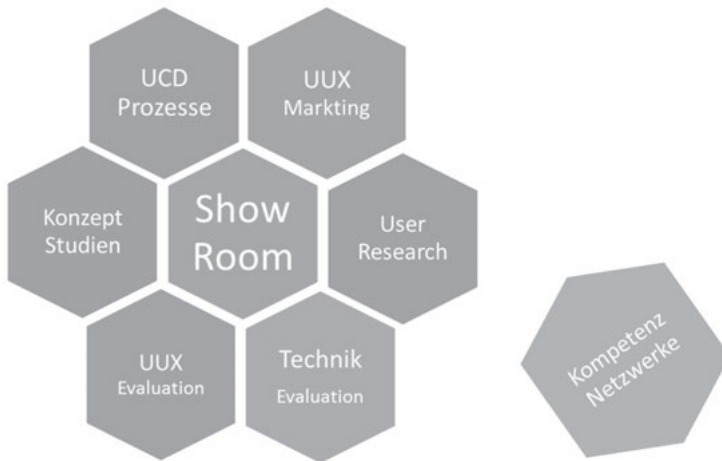 UCD
Prozesse
UUX
Markting
Konzept
Studien
Show
Room
User
Research
UUX
Evaluation
Technik
Evaluation
Kompetenz
Netzwerke